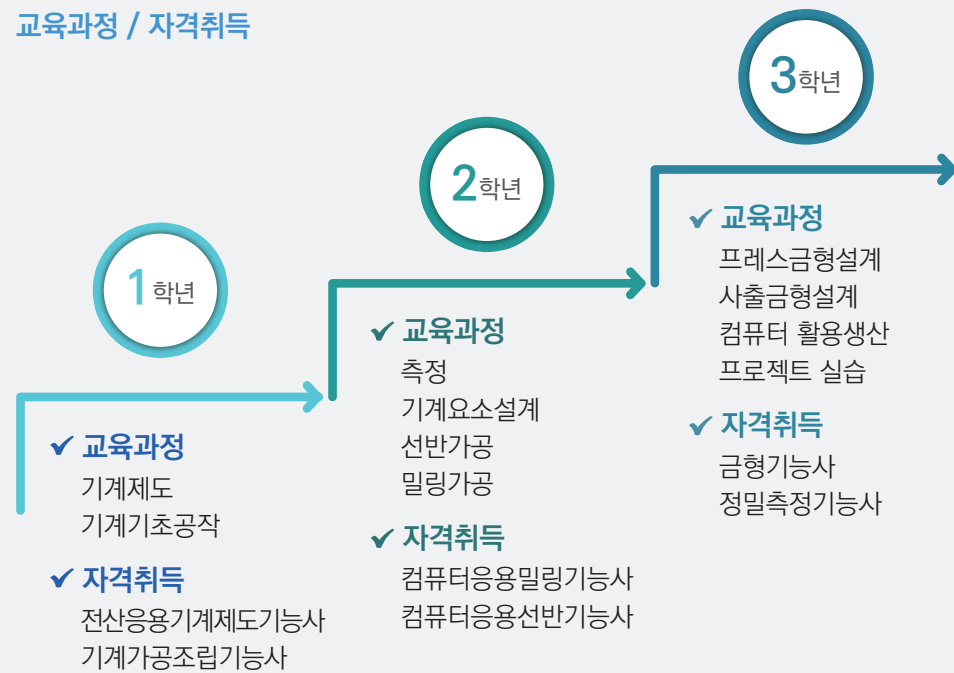 교육과정 / 자격취득
1학년
교육과정
기계제도
기계기초공작
자격취득
전산응용기계제도기능사
기계가공조립기능사
2학년
교육과정
측정
기계요소설계
선반가공
밀링가공
자격취득
컴퓨터응용밀링기능사
컴퓨터응용선반기능사
3학년
교육과정
프레스금형설계
사출금형설계
컴퓨터 활용생산
프로젝트 실습
자격취득
금형기능사
정밀측정기능사